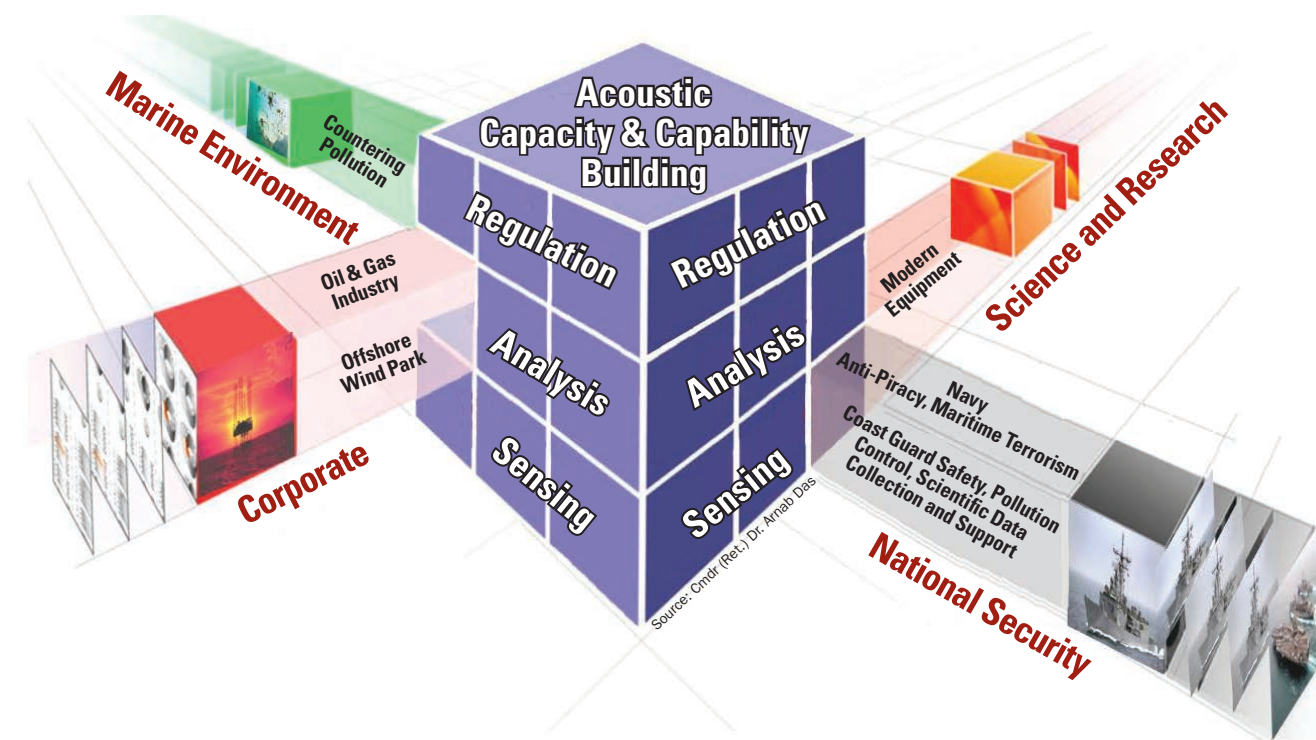 Acoustic
Capacity & Capability
Building
Regulation
Analysis
Sensing
Regulation
Analysis
Sensing
Marine Environment
Countering
Pollution
Oil & Gas
Industry
Offshore
Wind Park
Corporate
Science and Research
Modern
Equipment
Navy
Anti-Piracy, Maritime Terrorism
Coast Guard Safety, Pollution
Control, Scientific Data
Collection and Support
National Security
Source: Cmdr (Ret.) Dr. Arnab Das